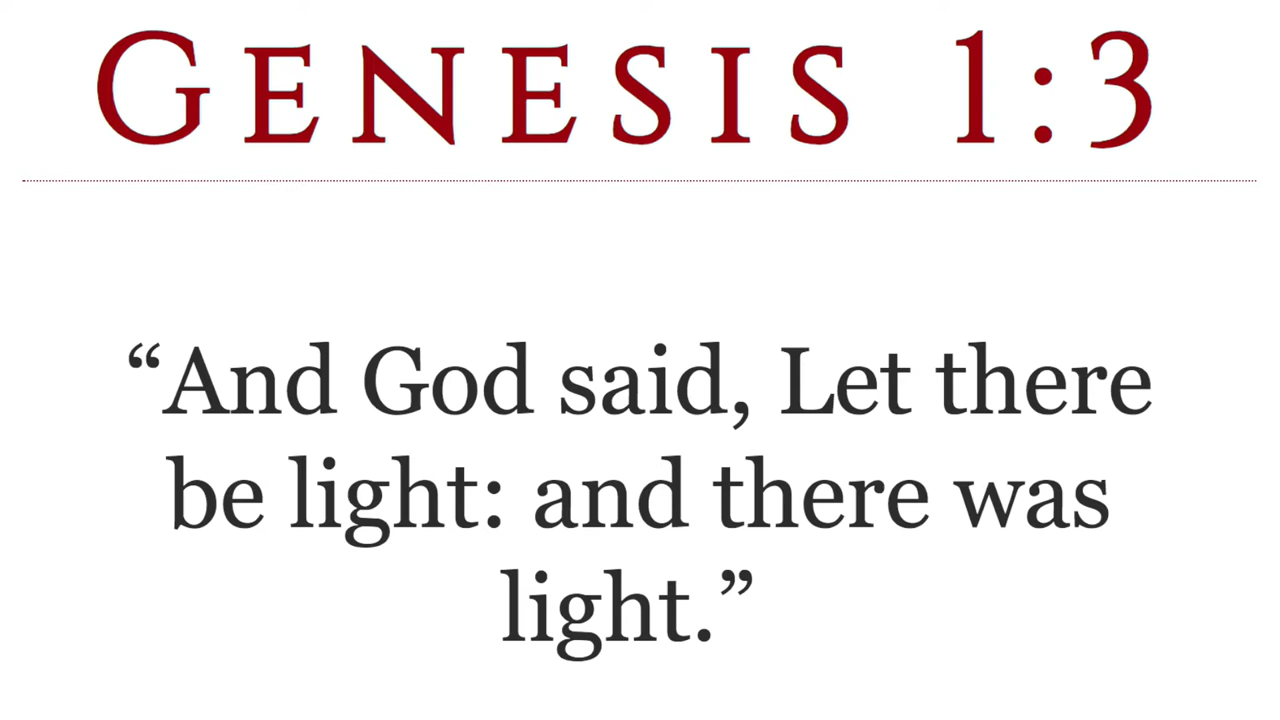 GENESIS 1:3
“And God said, Let there
be light: and there was
light.”